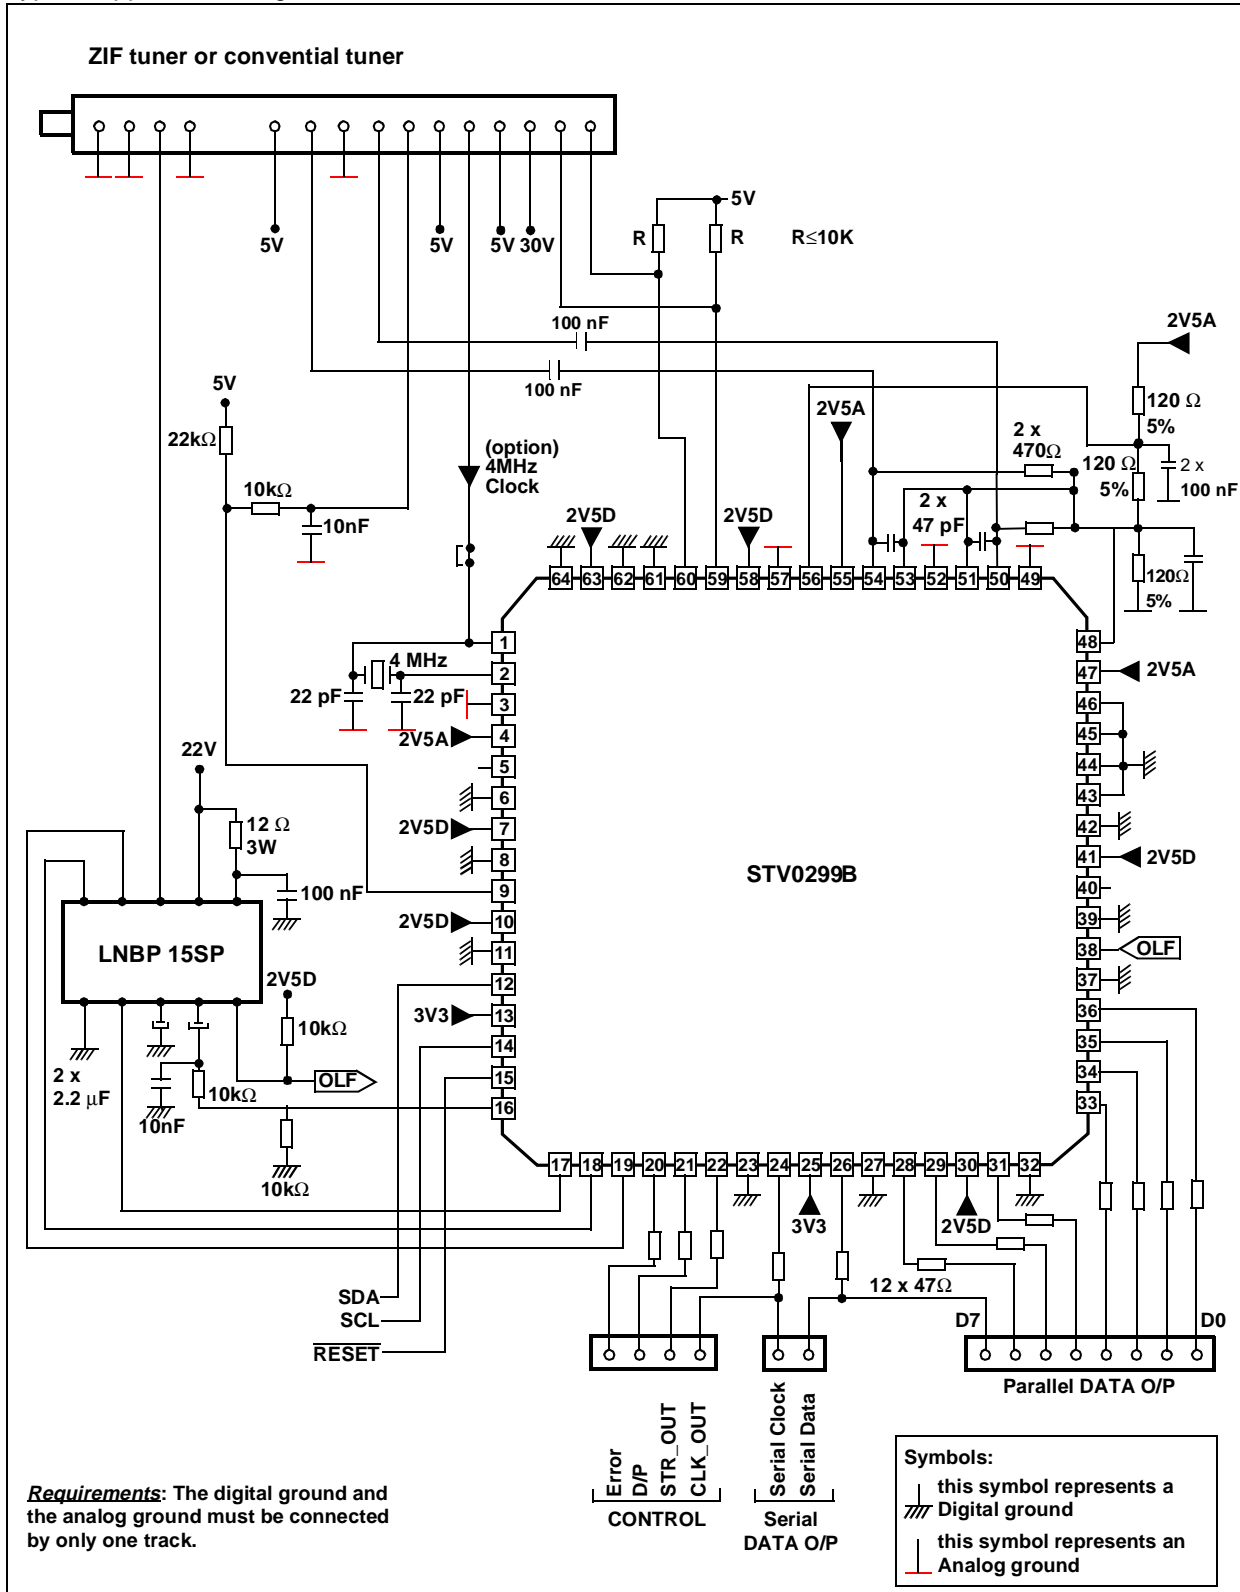 ZIF tuner or convential tuner
5V
5V
5V 30V
5V
R
R
R≤10K
100 nF
100 nF
2V5A
5V
22kΩ
10kΩ
10nF
(option)
4MHz
Clock
2V5A
120 Ω
5%
2 x
470Ω
120 Ω
5%
2 x
100 nF
2V5D
2V5D
2 x
47 pF
64 63 62 61 60 59 58 57 56 55 54 53 52 51 50 49
120Ω
5%
1
2
3
4
5
6
7
8
9
10
11
12
13
14
15
16
4 MHz
22 pF
22 pF
2V5A
22V
12 Ω
3W
2V5D
100 nF
2V5D
LNBP 15SP
2V5D
10kΩ
3V3
2 x
2.2 µF
OLF
10kΩ
10nF
10kΩ
STV0299B
48
47
46
45
44
43
42
41
40
39
38
37
36
35
34
33
2V5A
2V5D
OLF
17 18 19 20 21 22 23 24 25 26 27 28 29 30 31 32
3V3
2V5D
12 x 47Ω
SDA
SCL
RESET
D7
D0
Parallel DATA O/P
Error
D/P
STR_OUT
CLK_OUT
CONTROL
Serial Clock
Serial Data
Serial
DATA O/P
Requirements: The digital ground and
the analog ground must be connected
by only one track.
Symbols:
this symbol represents a
Digital ground
this symbol represents an
Analog ground